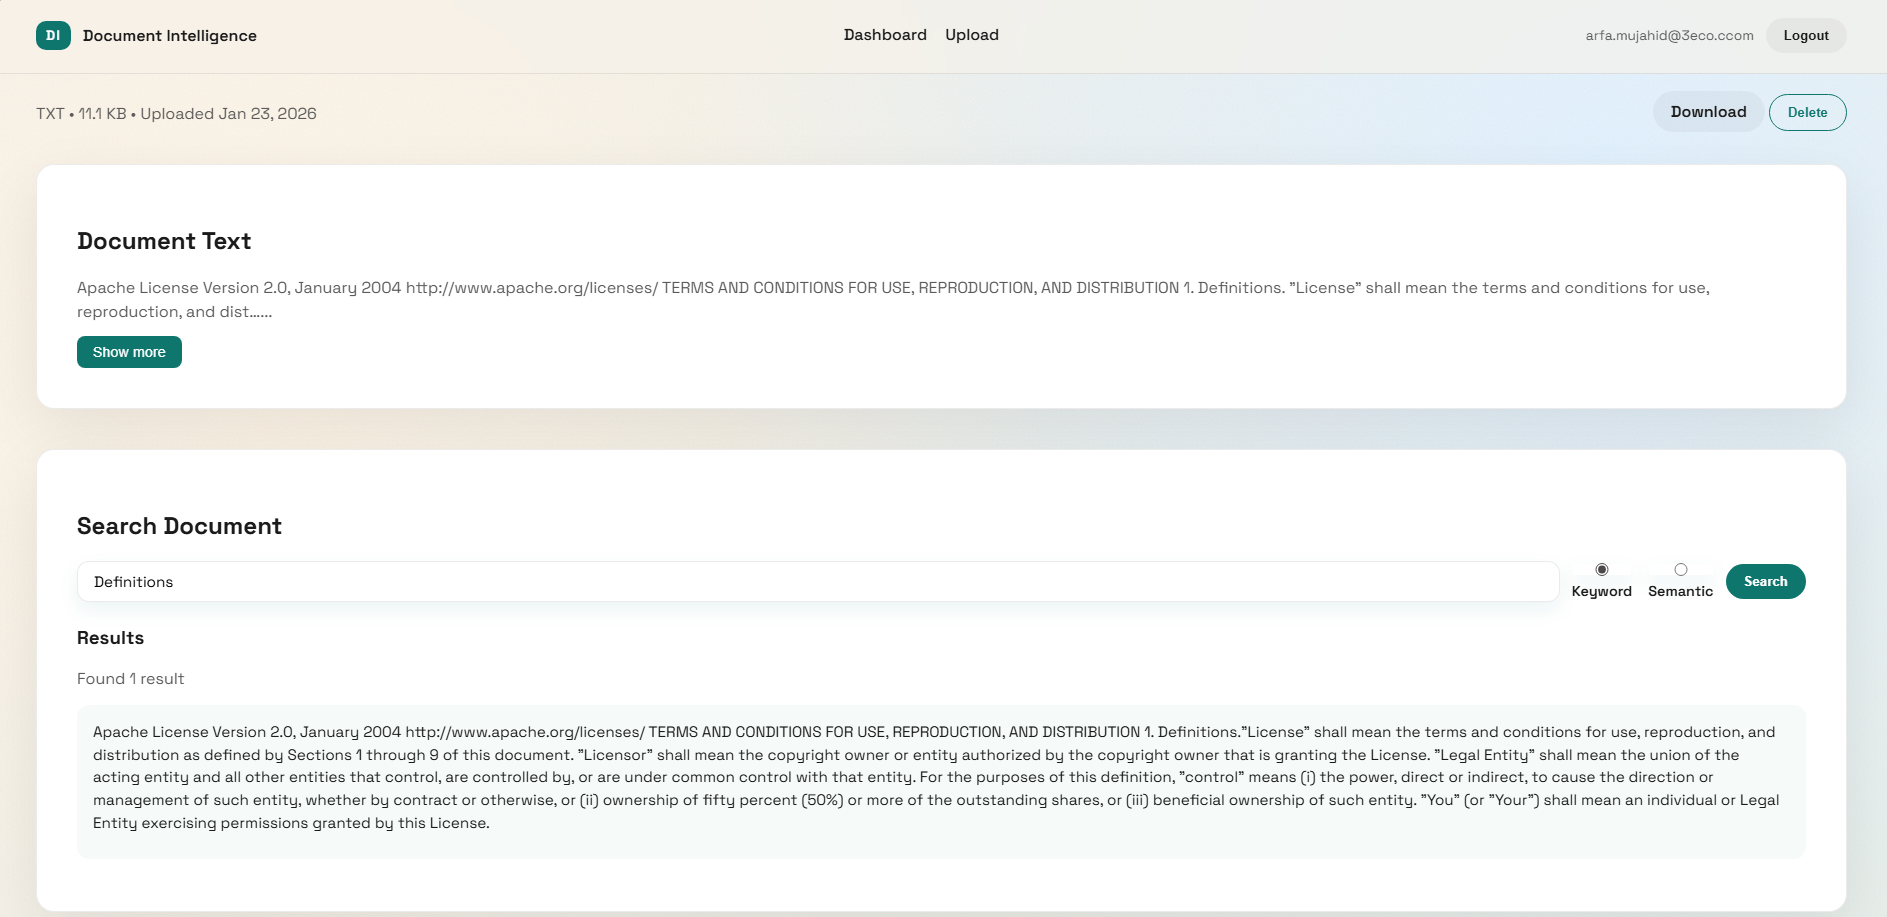 DI Document Intelligence
Dashboard Upload
arfa.mujahid@3eco.ccom Logout
TXT • 11.1 KB • Uploaded Jan 23, 2026
Download Delete
Document Text
Apache License Version 2.0, January 2004 http://www.apache.org/licenses/ TERMS AND CONDITIONS FOR USE, REPRODUCTION, AND DISTRIBUTION 1. Definitions. "License" shall mean the terms and conditions for use,
reproduction, and dist......
Show more
Search Document
Definitions
Keyword Semantic Search
Results
Found 1 result
Apache License Version 2.0, January 2004 http://www.apache.org/licenses/ TERMS AND CONDITIONS FOR USE, REPRODUCTION, AND DISTRIBUTION 1. Definitions."License" shall mean the terms and conditions for use, reproduction, and
distribution as defined by Sections 1 through 9 of this document. "Licensor" shall mean the copyright owner or entity authorized by the copyright owner that is granting the License. "Legal Entity" shall mean the union of the
acting entity and all other entities that control, are controlled by, or are under common control with that entity. For the purposes of this definition, "control" means (i) the power, direct or indirect, to cause the direction or
management of such entity, whether by contract or otherwise, or (ii) ownership of fifty percent (50%) or more of the outstanding shares, or (iii) beneficial ownership of such entity. "You" (or "Your") shall mean an individual or Legal
Entity exercising permissions granted by this License.